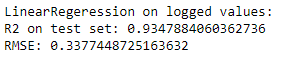 LinearRegeression on logged values:
R2 on test set: 0.9347884060362736
RMSE: 0.3377448725163632